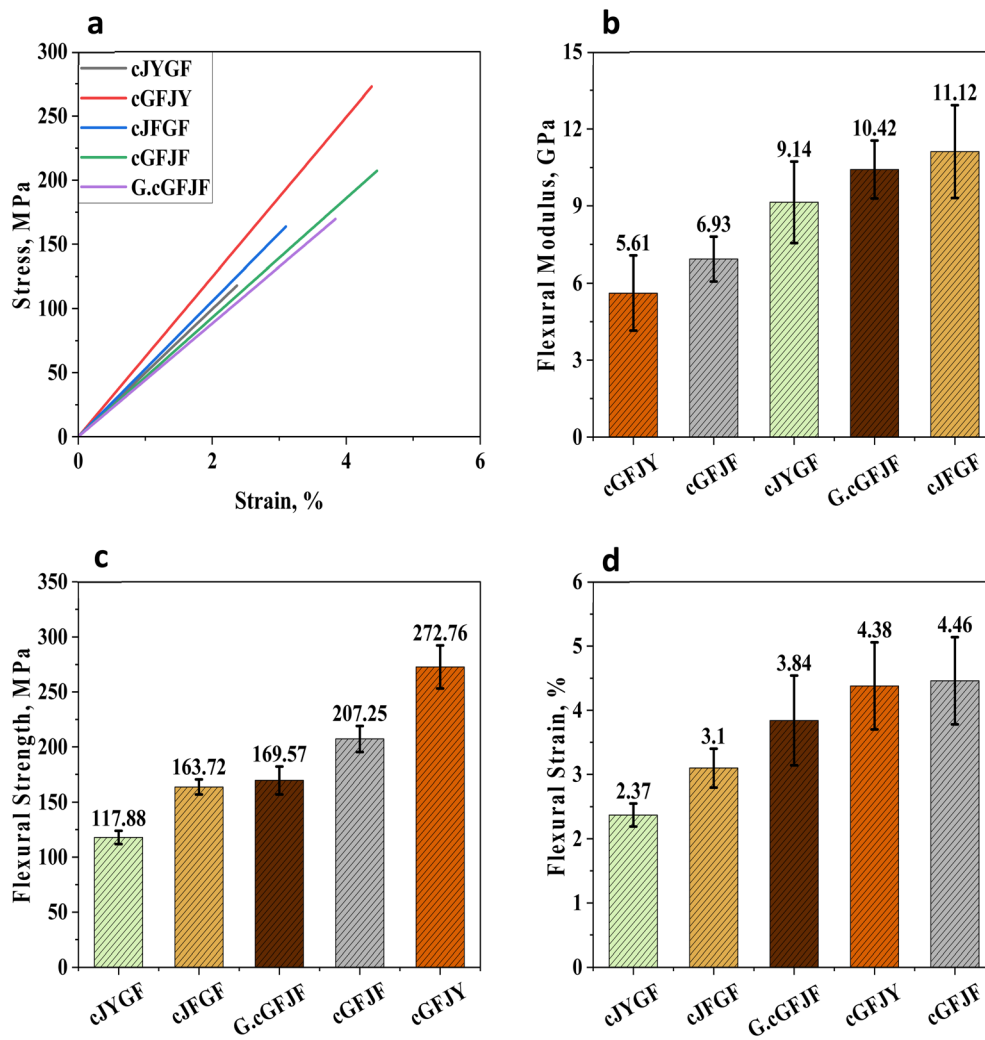 a
Stress, MPa
300
250
200
150
100
50
0
cJYGF
cGFJY
cJFGF
cGFJF
G.cGFJF
0 2 4 6
Strain, %
b
Flexural Modulus, GPa
15
12
9
6
3
0
5.61
6.93
9.14
10.42
11.12
cGFJY
cGFJF
cJYGF
G.cGFJF
cJFGF
c
Flexural Strength, MPa
350
300
250
200
150
100
50
0
117.88
163.72
169.57
207.25
272.76
cJYGF
cJFGF
G.cGFJF
cGFJF
cGFJY
d
Flexural Strain, %
6
5
4
3
2
1
0
2.37
3.1
3.84
4.38
4.46
cJYGF
cJFGF
G.cGFJF
cGFJY
cGFJF